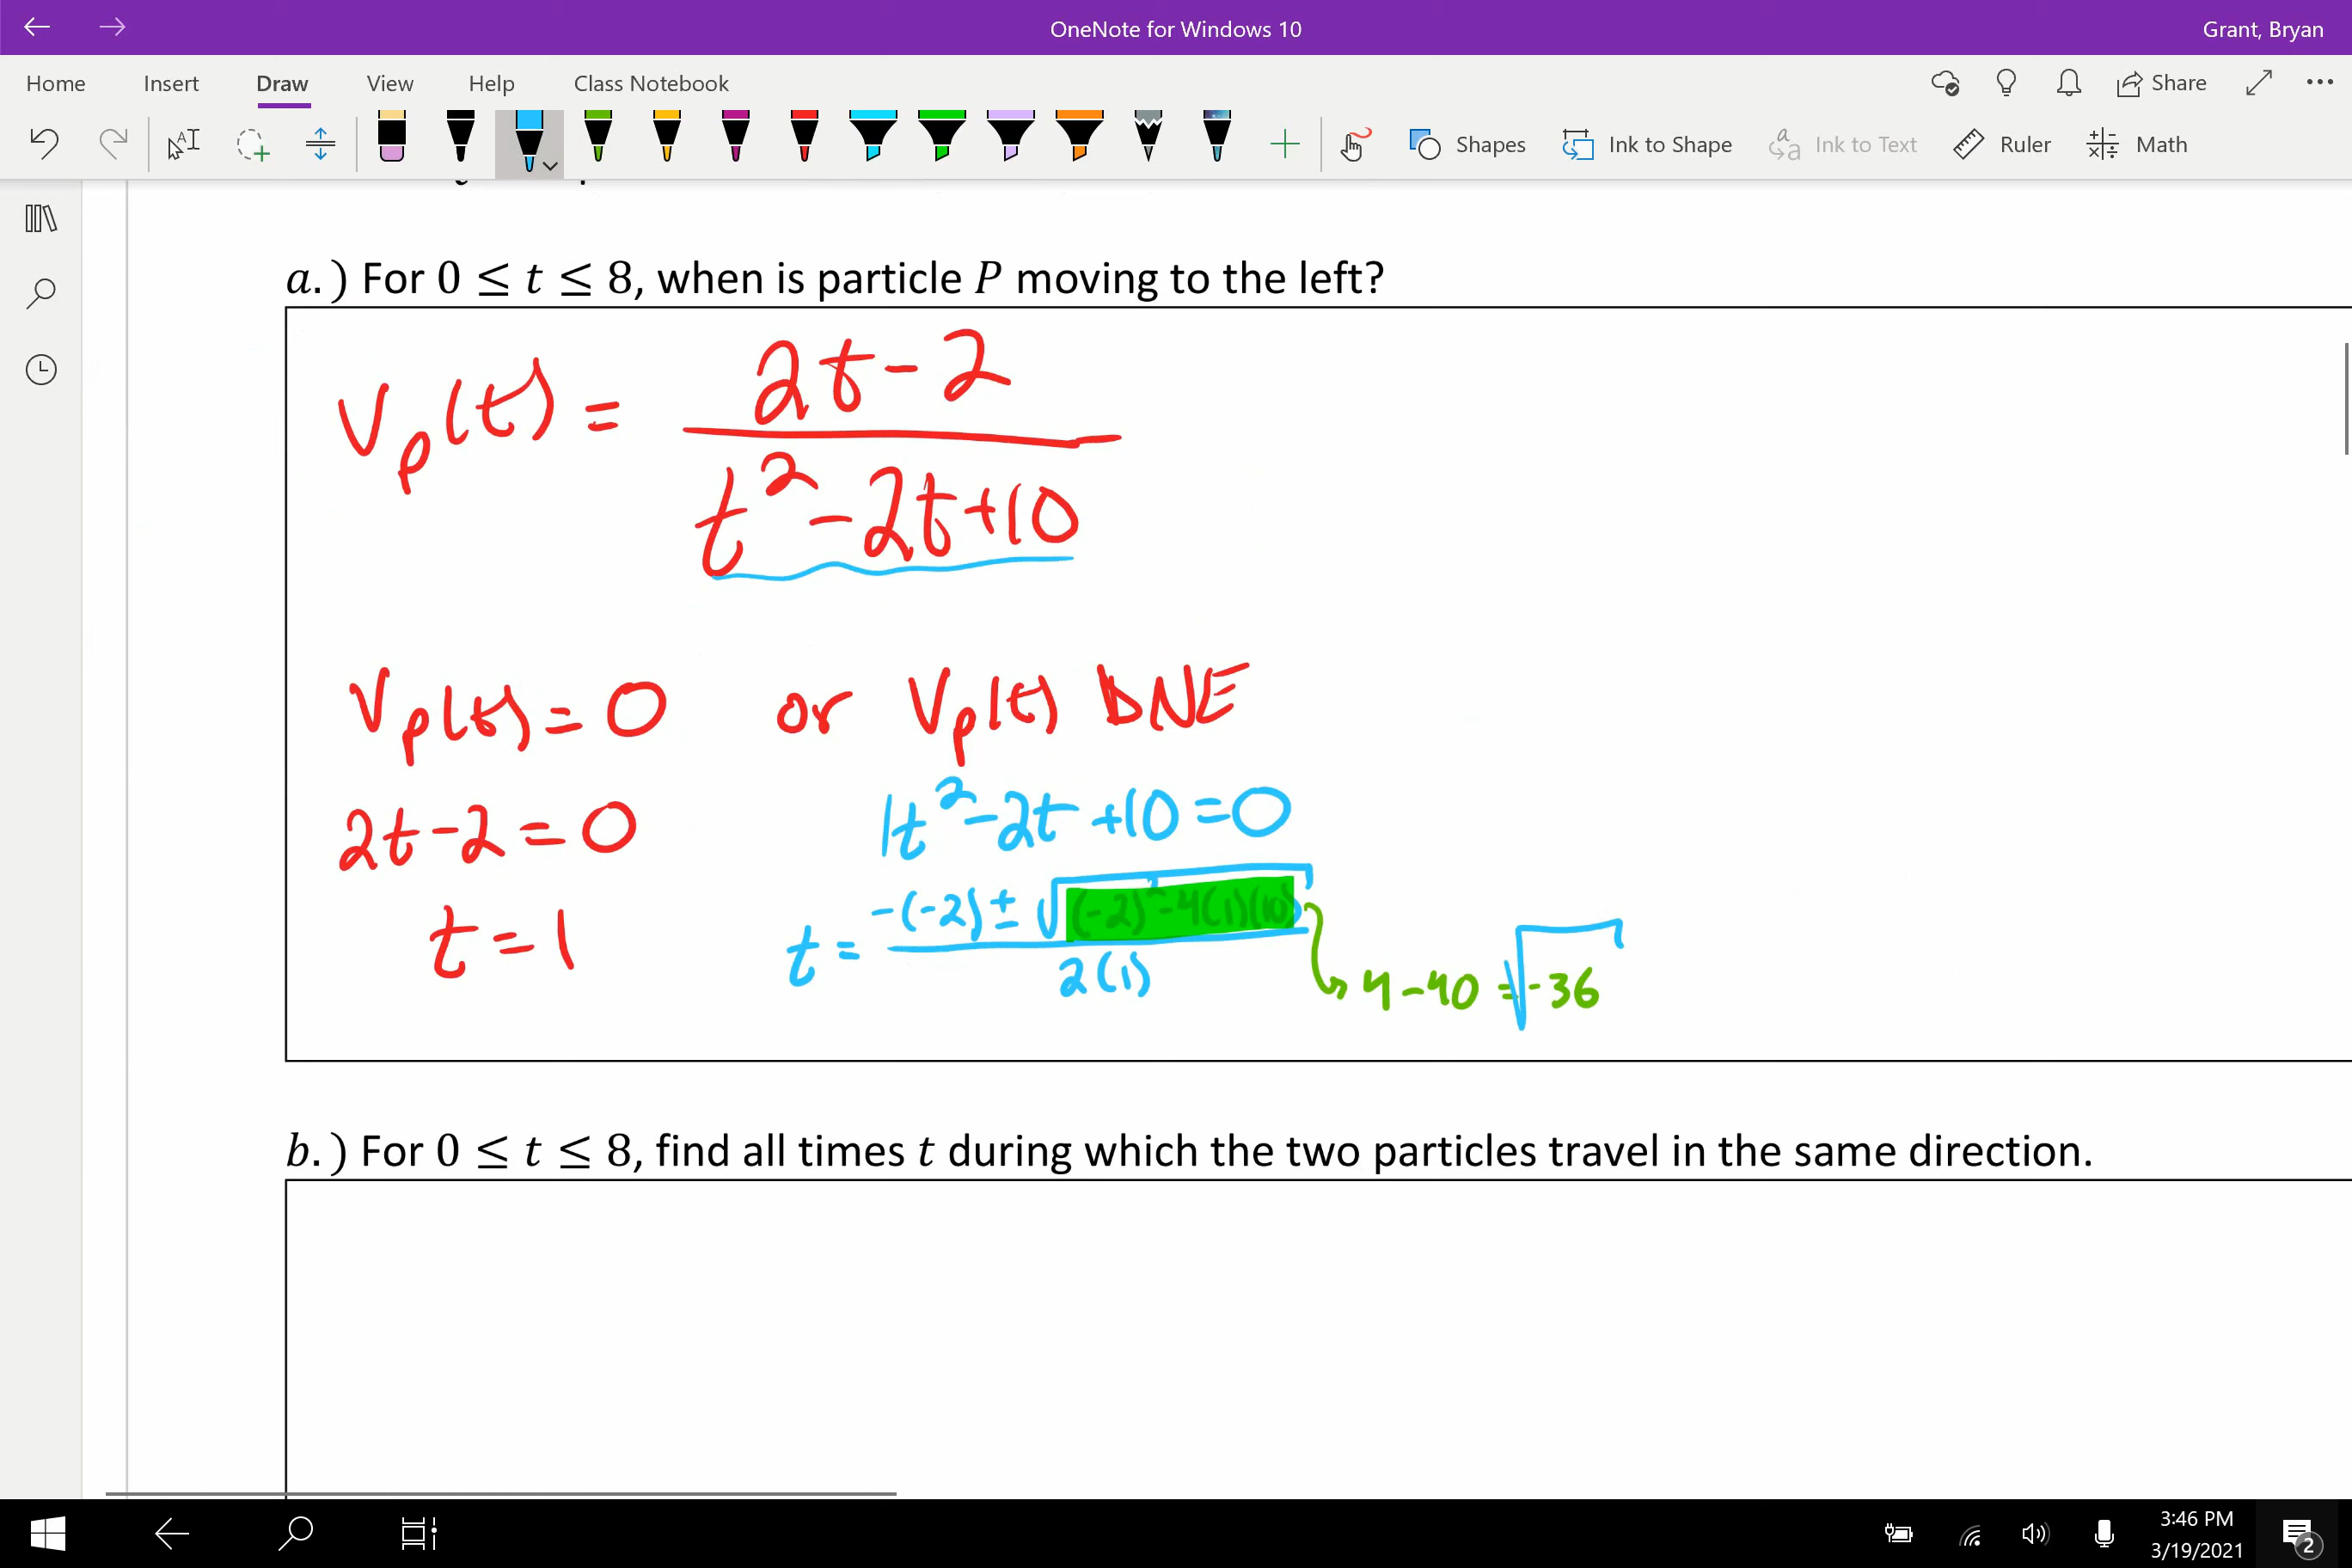 OneNote for Windows 10
Grant, Bryan
Home Insert Draw View Help Class Notebook Share
Shapes Ink to Shape Ink to Text Ruler Math
a.) For 0 ≤ t ≤ 8, when is particle P moving to the left?
Vp(t) = (2t-2)/(t²-2t+10)
Vp(t) = 0 or Vp(t) DNE
2t-2=0 1t²-2t+10=0
t=1 t = (-(-2) ± √((-2)²-4(1)(10)))/(2(1))
4-40 = √-36
b.) For 0 ≤ t ≤ 8, find all times t during which the two particles travel in the same direction.
3:46 PM
3/19/2021
2